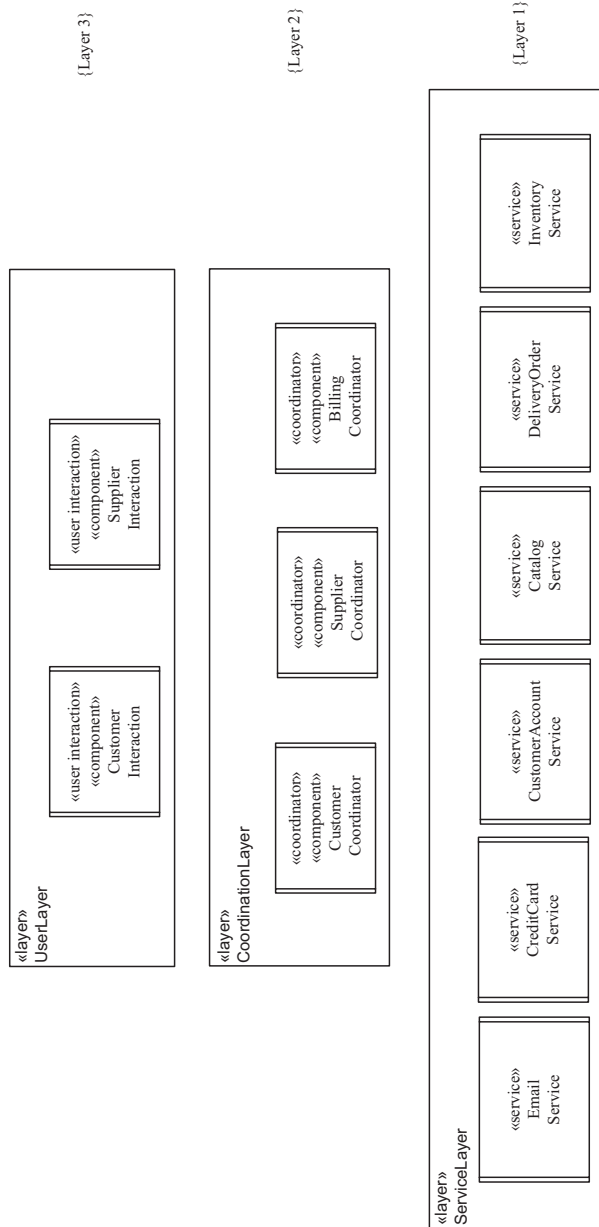 «layer»
UserLayer
«user interaction»
«component»
Customer
Interaction
«user interaction»
«component»
Supplier
Interaction
{Layer 3}
«layer»
CoordinationLayer
«coordinator»
«component»
Customer
Coordinator
«coordinator»
«component»
Supplier
Coordinator
«coordinator»
«component»
Billing
Coordinator
{Layer 2}
«layer»
ServiceLayer
«service»
Email
Service
«service»
CreditCard
Service
«service»
CustomerAccount
Service
«service»
Catalog
Service
«service»
DeliveryOrder
Service
«service»
Inventory
Service
{Layer 1}